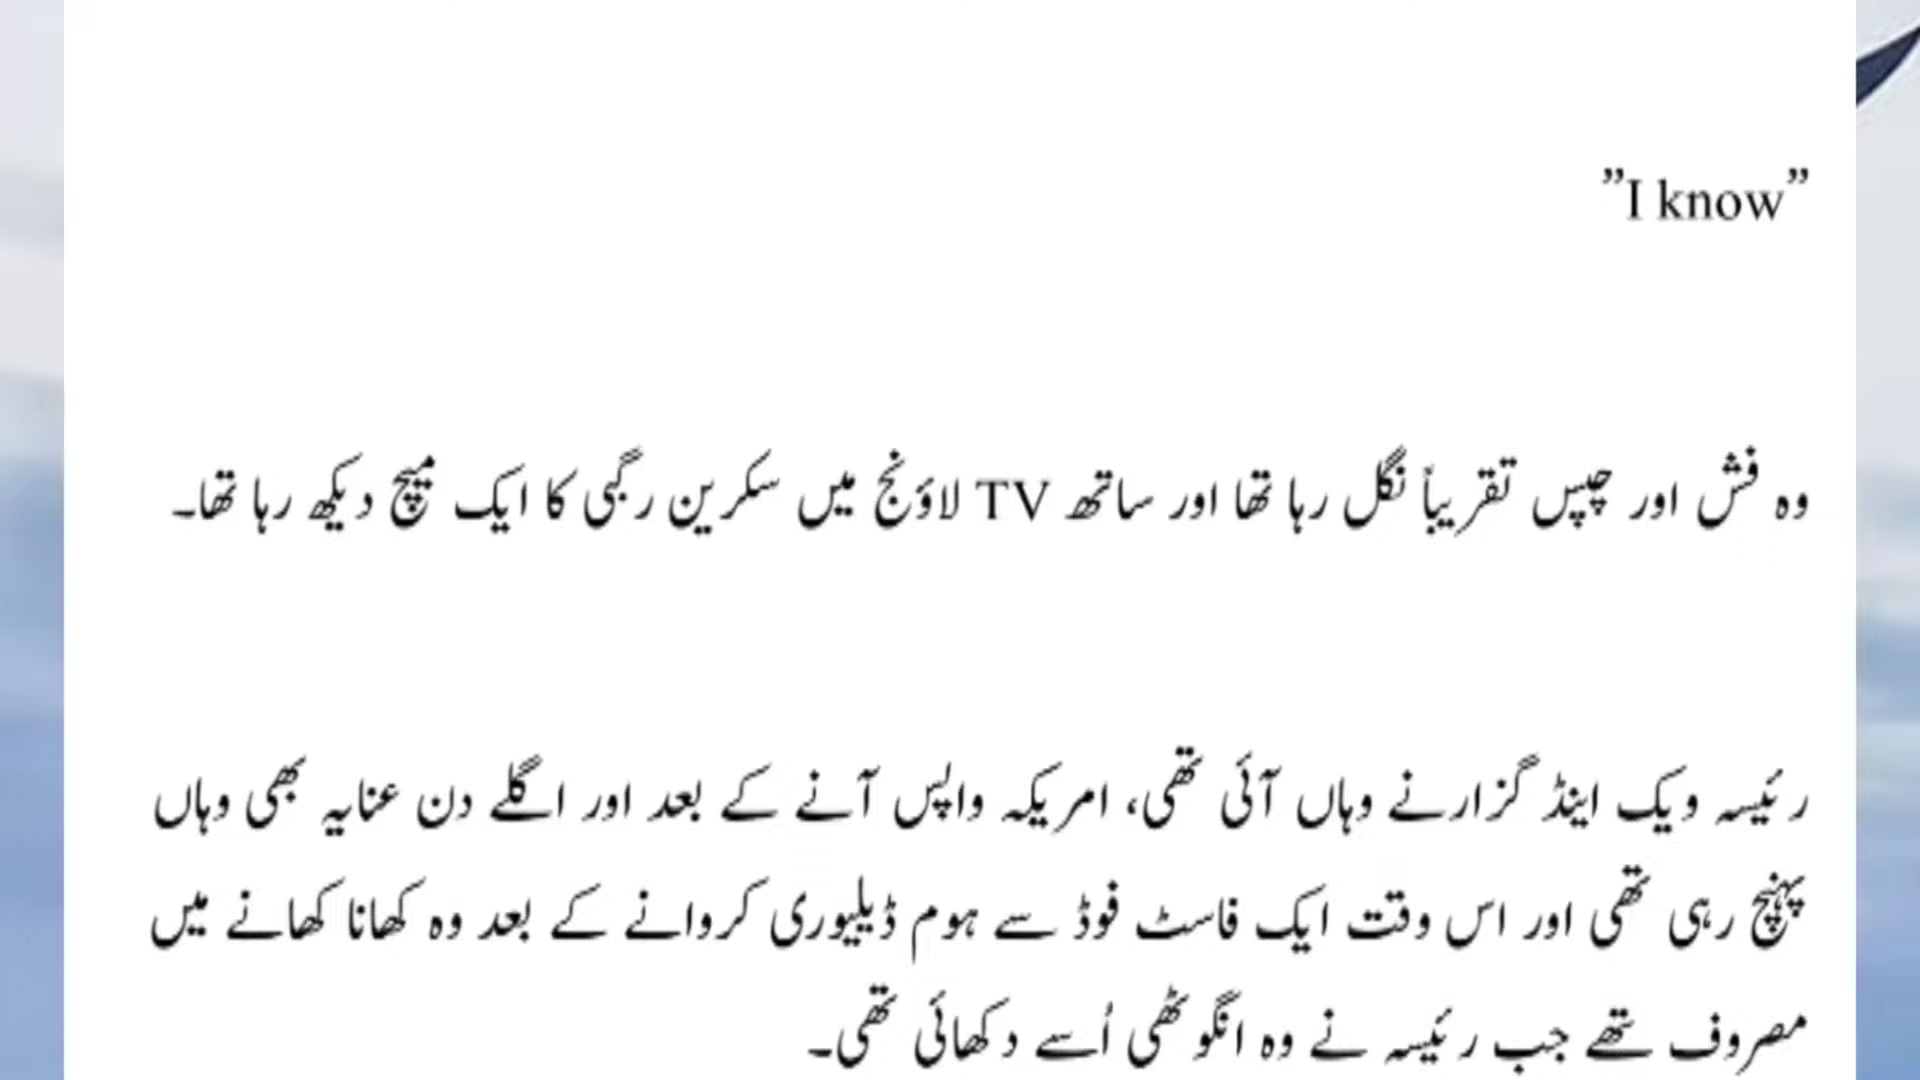 ”I know”
وہ فش اور چپس تقریباً نگل رہا تھا اور ساتھ TV لاؤنج میں سکرین رگبی کا ایک میچ دیکھ رہا تھا۔
رئیسہ ویک اینڈ گزارنے وہاں آئی تھی، امریکہ واپس آنے کے بعد اور اگلے دن عنایہ بھی وہاں
پہنچ رہی تھی اور اس وقت ایک فاسٹ فوڈ سے ہوم ڈیلیوری کروانے کے بعد وہ کھانا کھانے میں
مصروف تھے جب رئیسہ نے وہ انگوٹھی اُسے دکھائی تھی۔